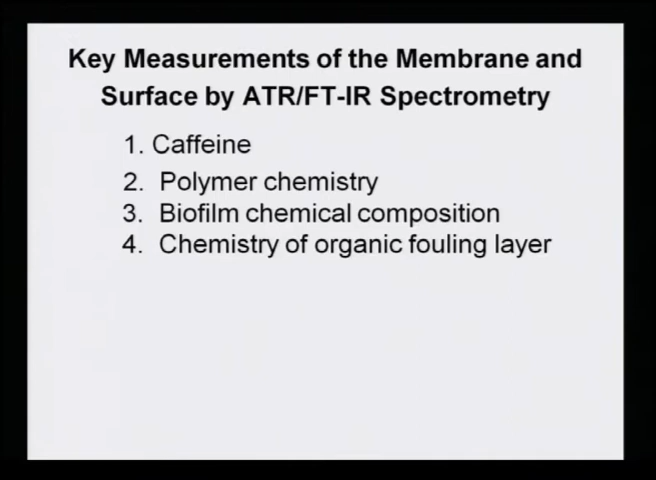 Key Measurements of the Membrane and
Surface by ATR/FT-IR Spectrometry
1. Caffeine
2. Polymer chemistry
3. Biofilm chemical composition
4. Chemistry of organic fouling layer